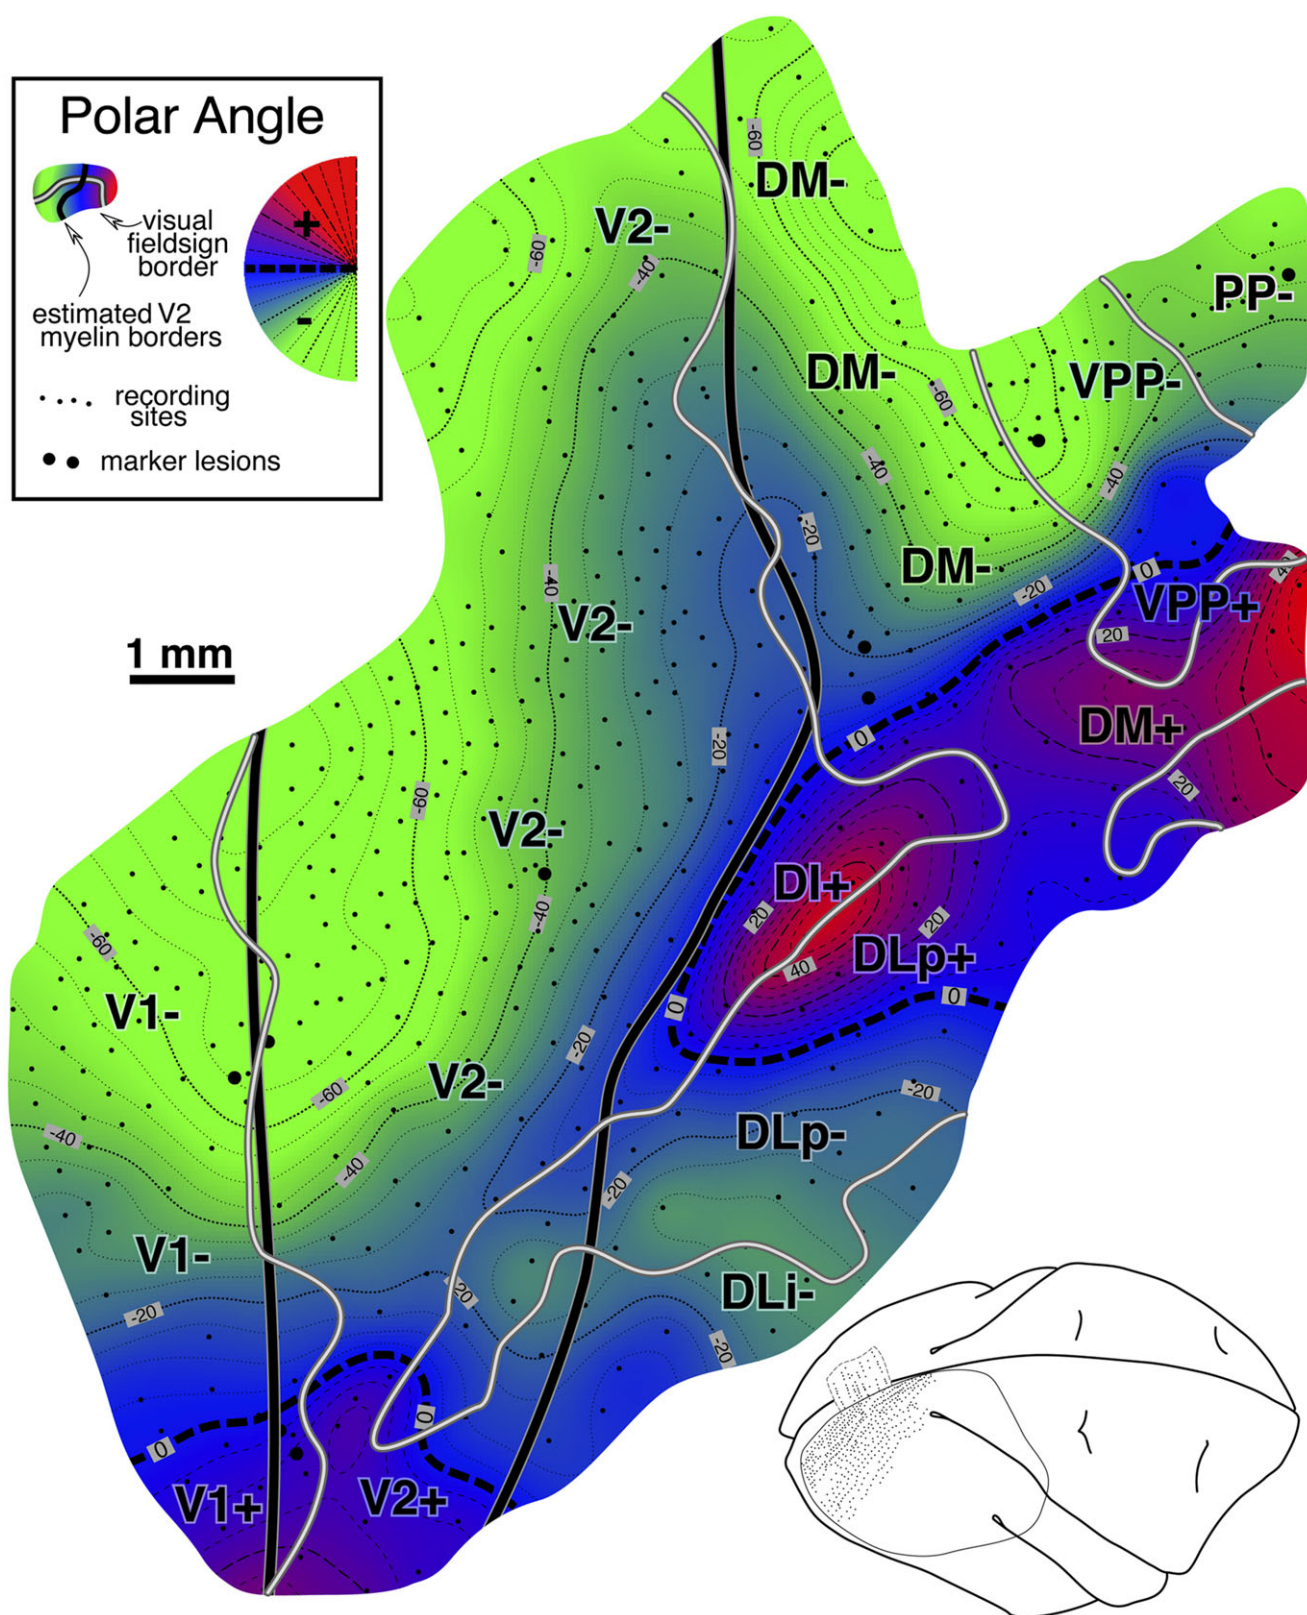 Polar Angle
visual
fieldsign
border
estimated V2
myelin borders
recording
sites
marker lesions
+
-
1 mm
-60
DM-
V2-
-60
-40
PP-
DM-
VPP-
-60
-40
-40
-20
DM-
-40
0
40
-20
VPP+
V2-
20
DM+
-20
0
20
-60
V2-
DI+
-40
20
20
-60
DLp+
40
V1-
0
0
-20
V2-
-60
-20
-40
DLp-
-40
-20
V1-
DLi-
-20
-20
-20
0
0
V1+
V2+